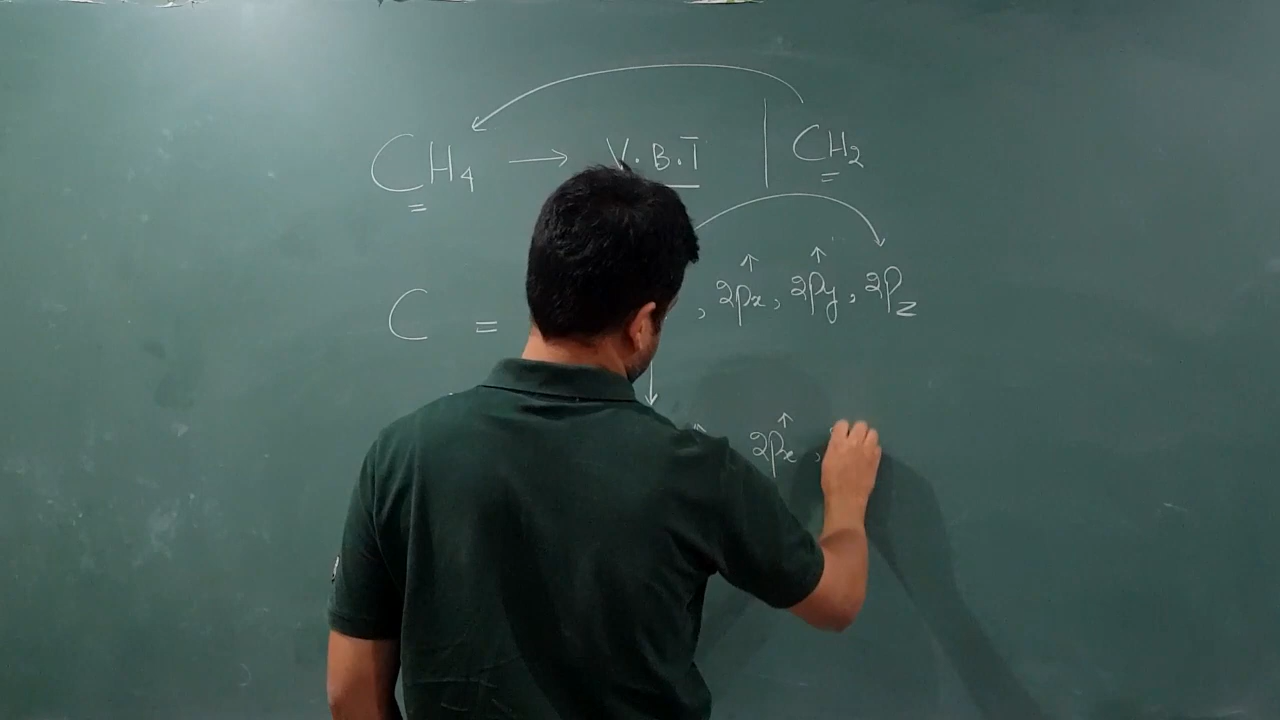 CH₄ → V.B.T | CH₂
C = , 2px, 2py, 2pz
2px ,